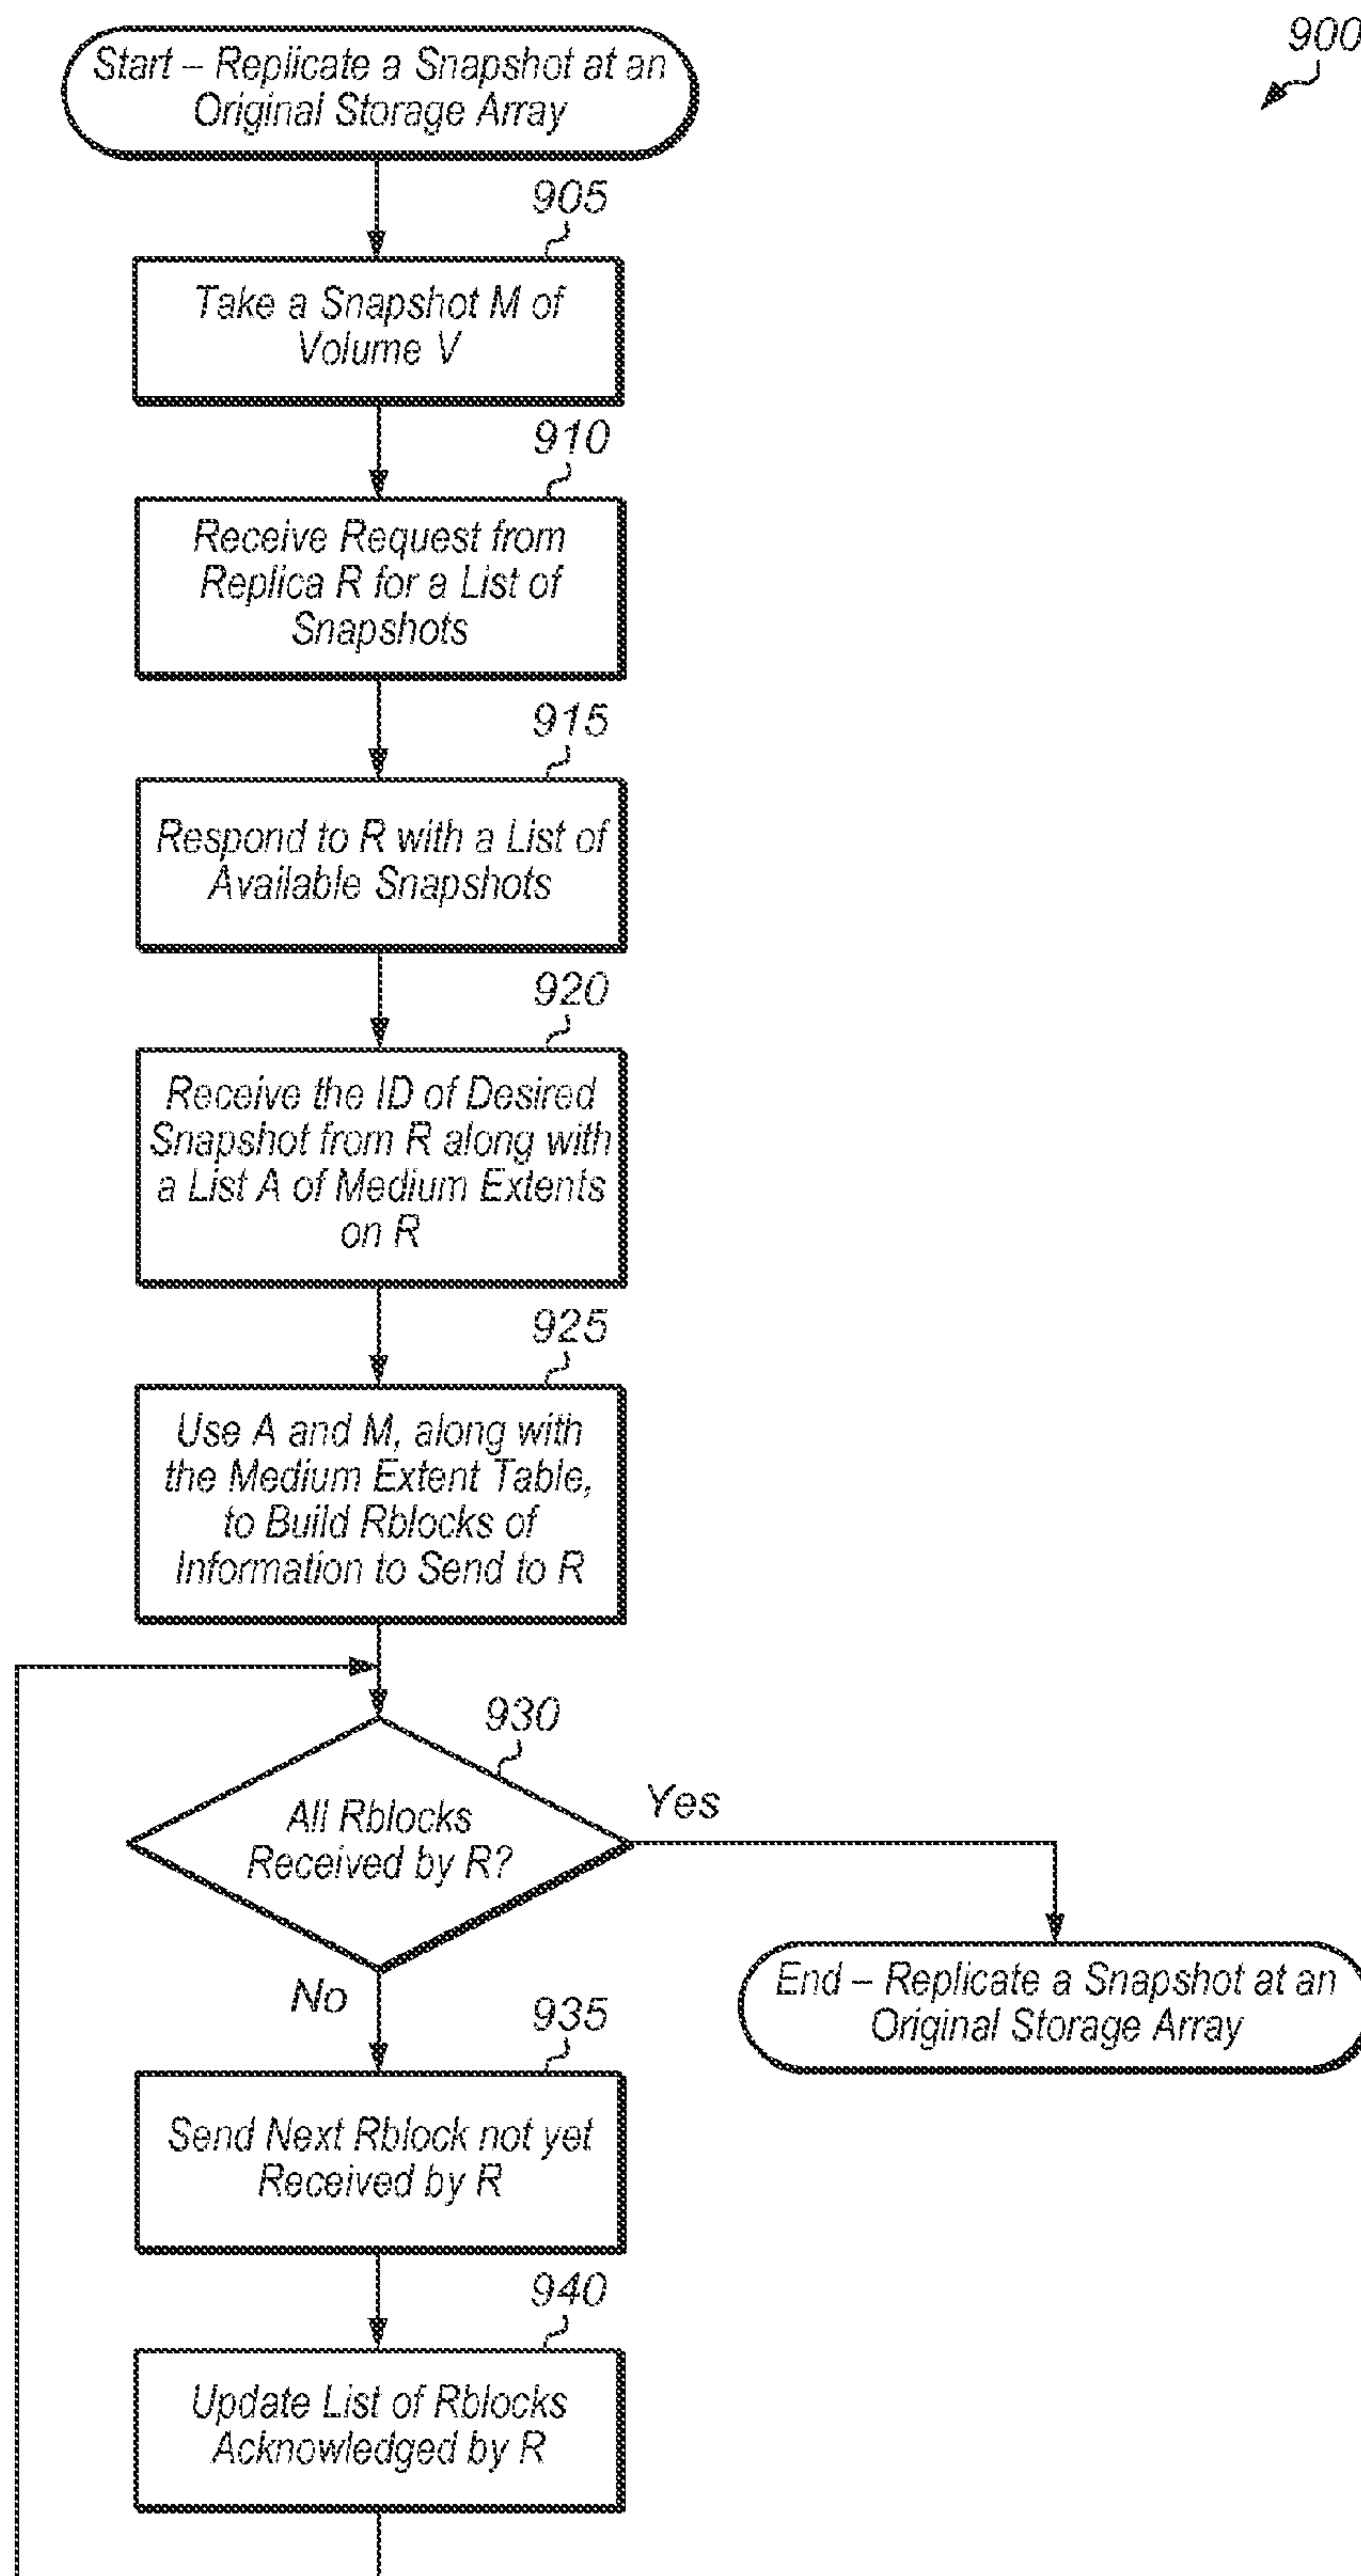 900
Start – Replicate a Snapshot at an
Original Storage Array
905
Take a Snapshot M of
Volume V
910
Receive Request from
Replica R for a List of
Snapshots
915
Respond to R with a List of
Available Snapshots
920
Receive the ID of Desired
Snapshot from R along with
a List A of Medium Extents
on R
925
Use A and M, along with
the Medium Extent Table,
to Build Rblocks of
Information to Send to R
930
All Rblocks
Received by R?
Yes
No
End – Replicate a Snapshot at an
Original Storage Array
935
Send Next Rblock not yet
Received by R
940
Update List of Rblocks
Acknowledged by R